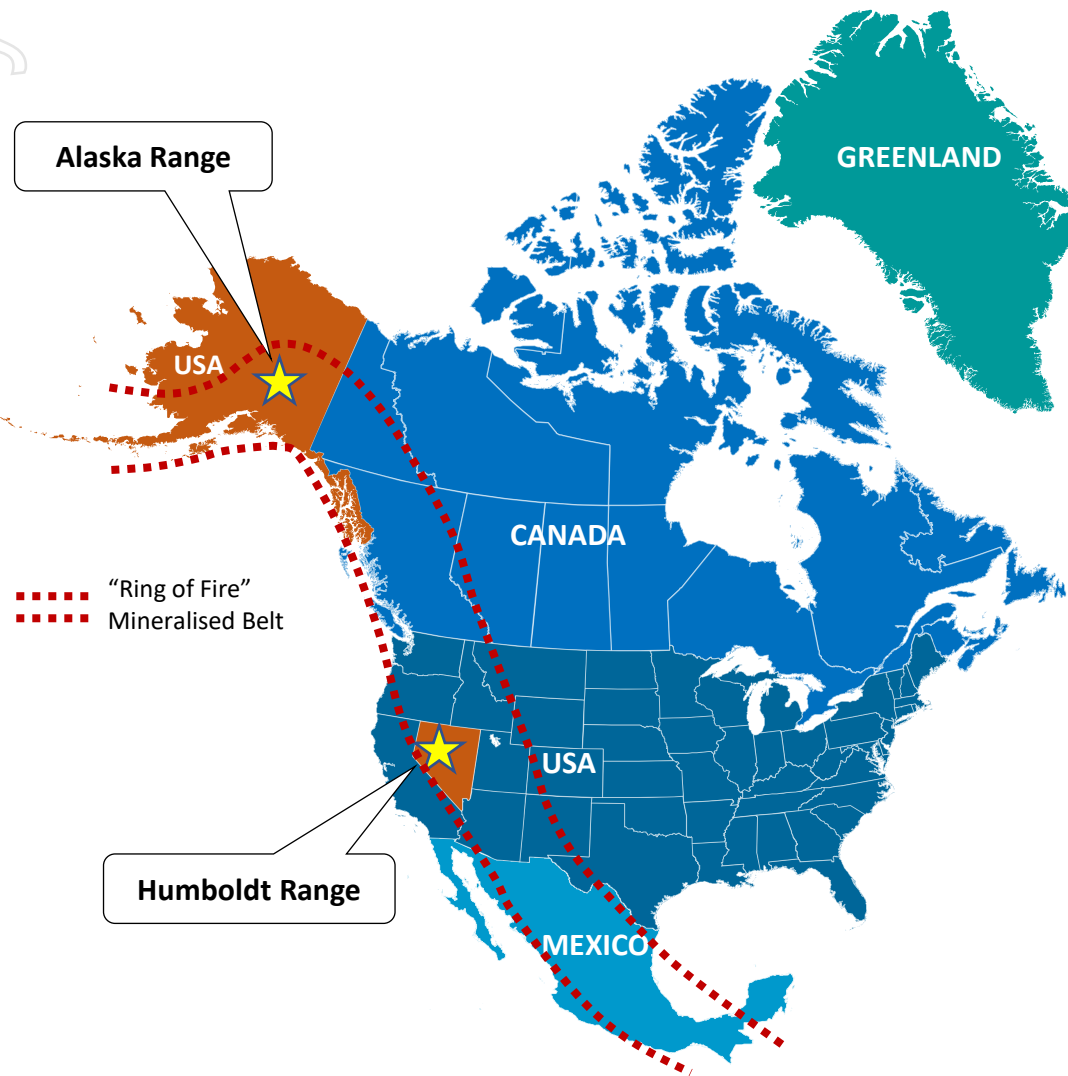 Alaska Range
GREENLAND
USA
CANADA
“Ring of Fire”
Mineralised Belt
USA
Humboldt Range
MEXICO